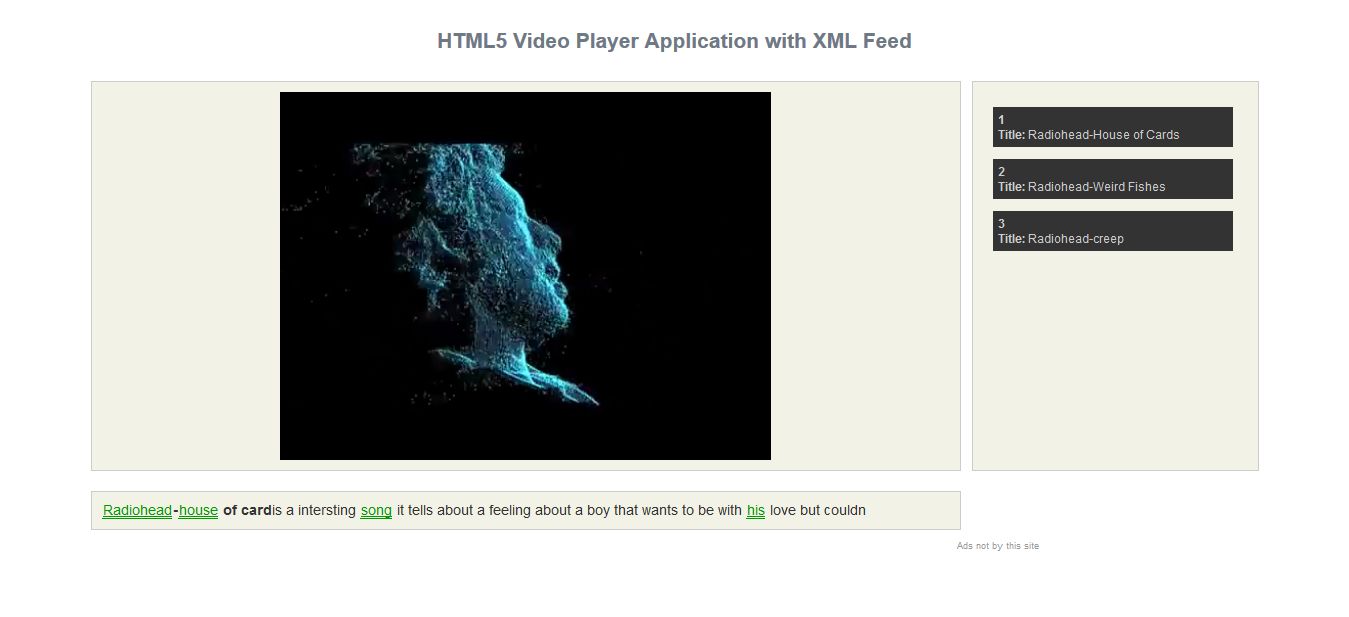 HTML5 Video Player Application with XML Feed
1
Title: Radiohead-House of Cards
2
Title: Radiohead-Weird Fishes
3
Title: Radiohead-creep
Radiohead-house of cardis a intersting song it tells about a feeling about a boy that wants to be with his love but couldn
Ads not by this site